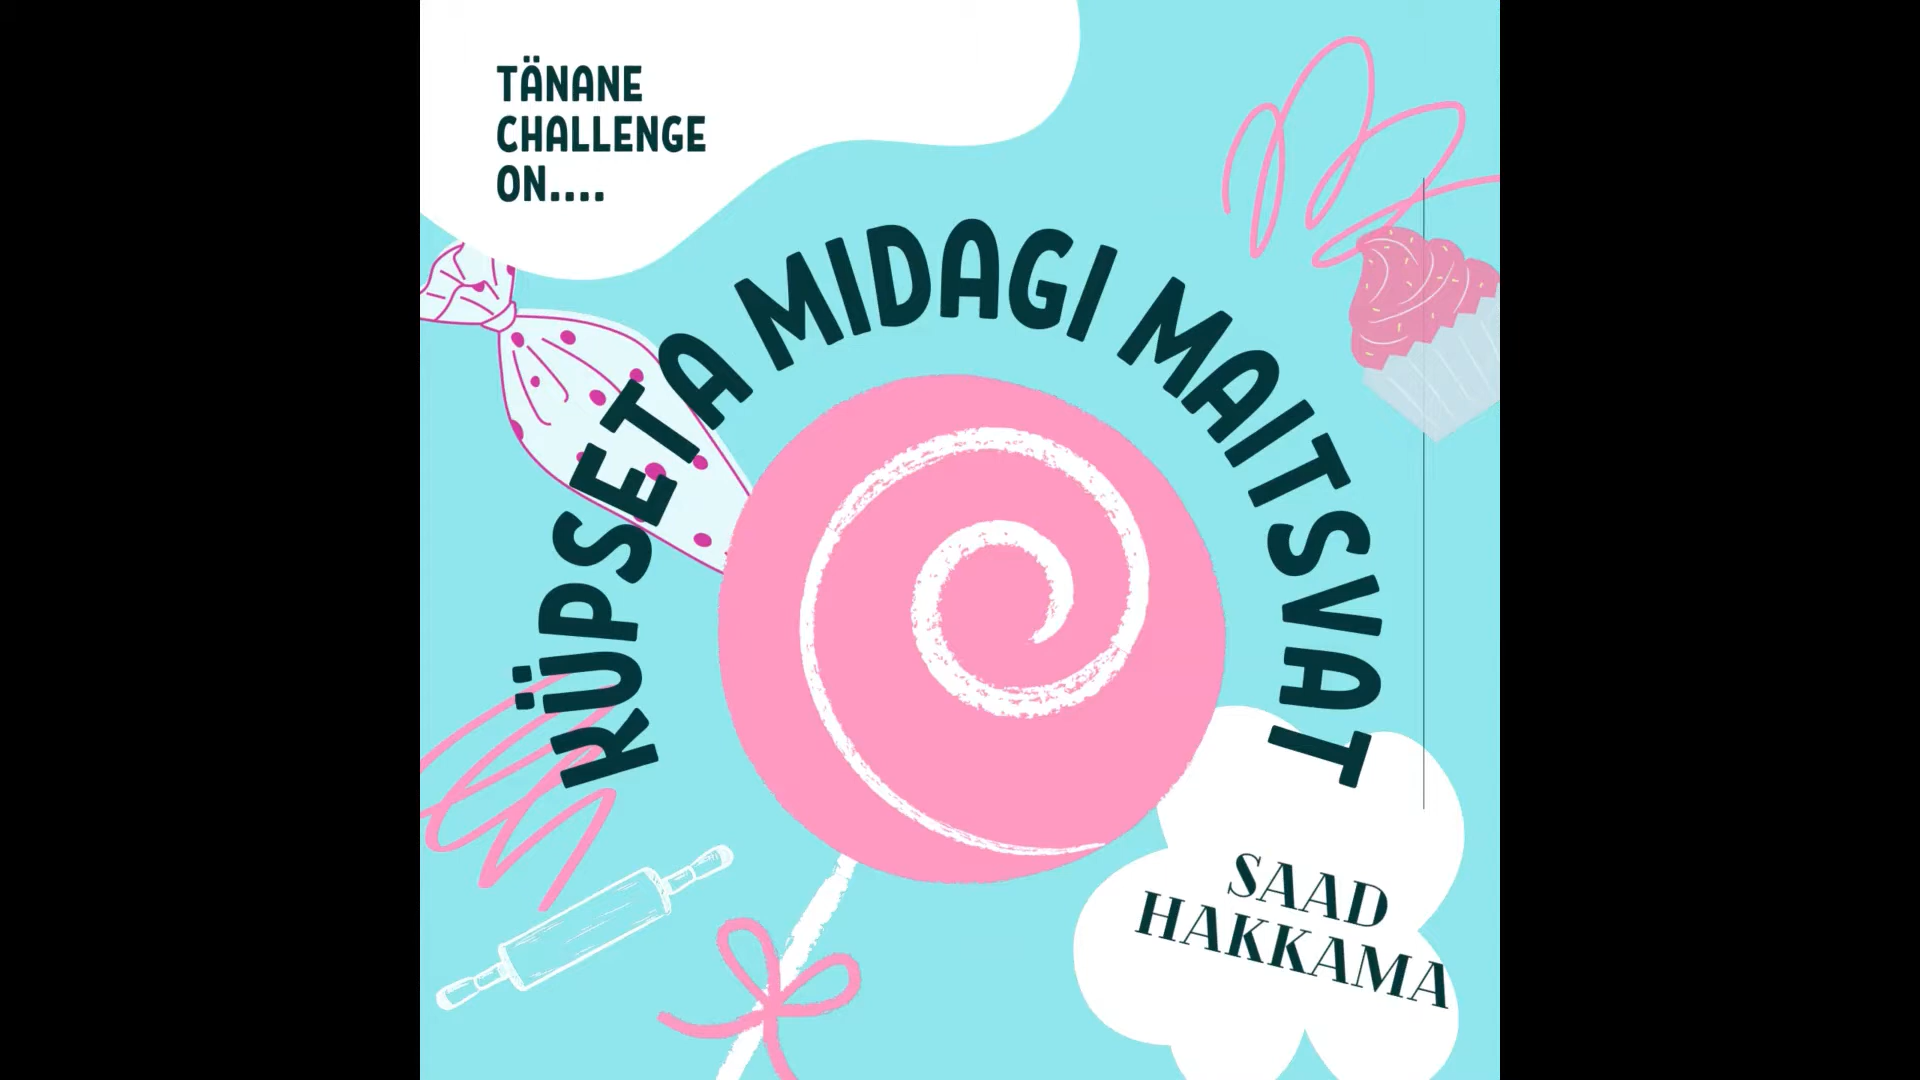 TÄNANE
CHALLENGE
ON....
KÜPSETA MIDAGI MAITSVAT
SAAD
HAKKAMA